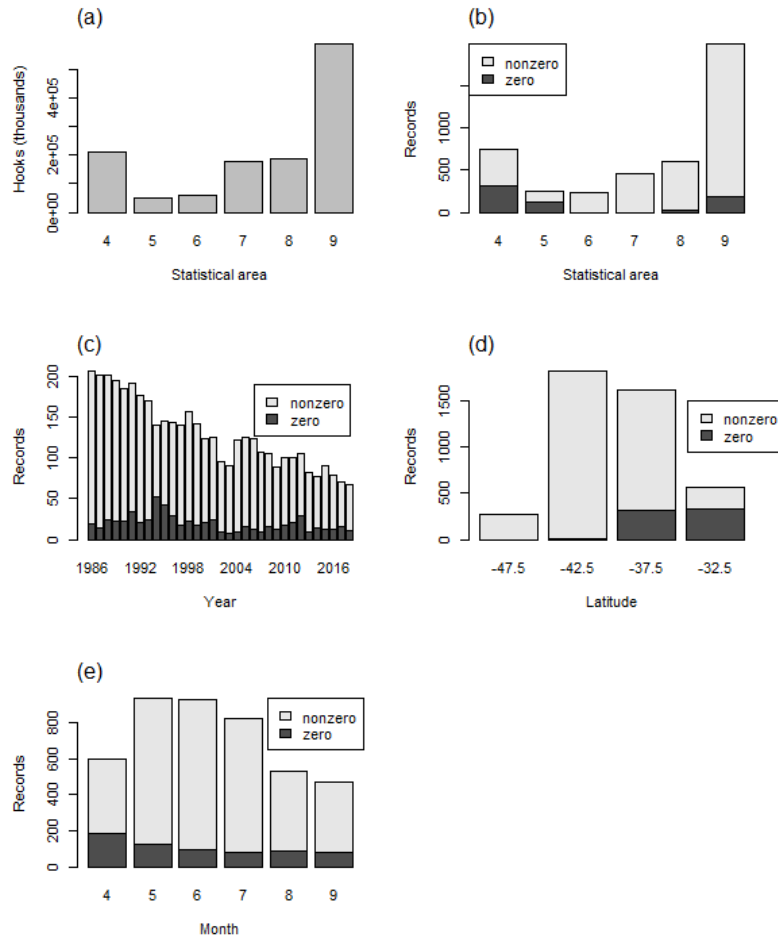 (a)
Hooks (thousands)
0e+00
2e+05
4e+05
4 5 6 7 8 9
Statistical area
(b)
nonzero
zero
Records
0
500
1000
4 5 6 7 8 9
Statistical area
(c)
nonzero
zero
Records
0
50
100
150
200
1986 1992 1998 2004 2010 2016
Year
(d)
nonzero
zero
Records
0
500
1500
-47.5 -42.5 -37.5 -32.5
Latitude
(e)
nonzero
zero
Records
0
200
400
600
800
4 5 6 7 8 9
Month